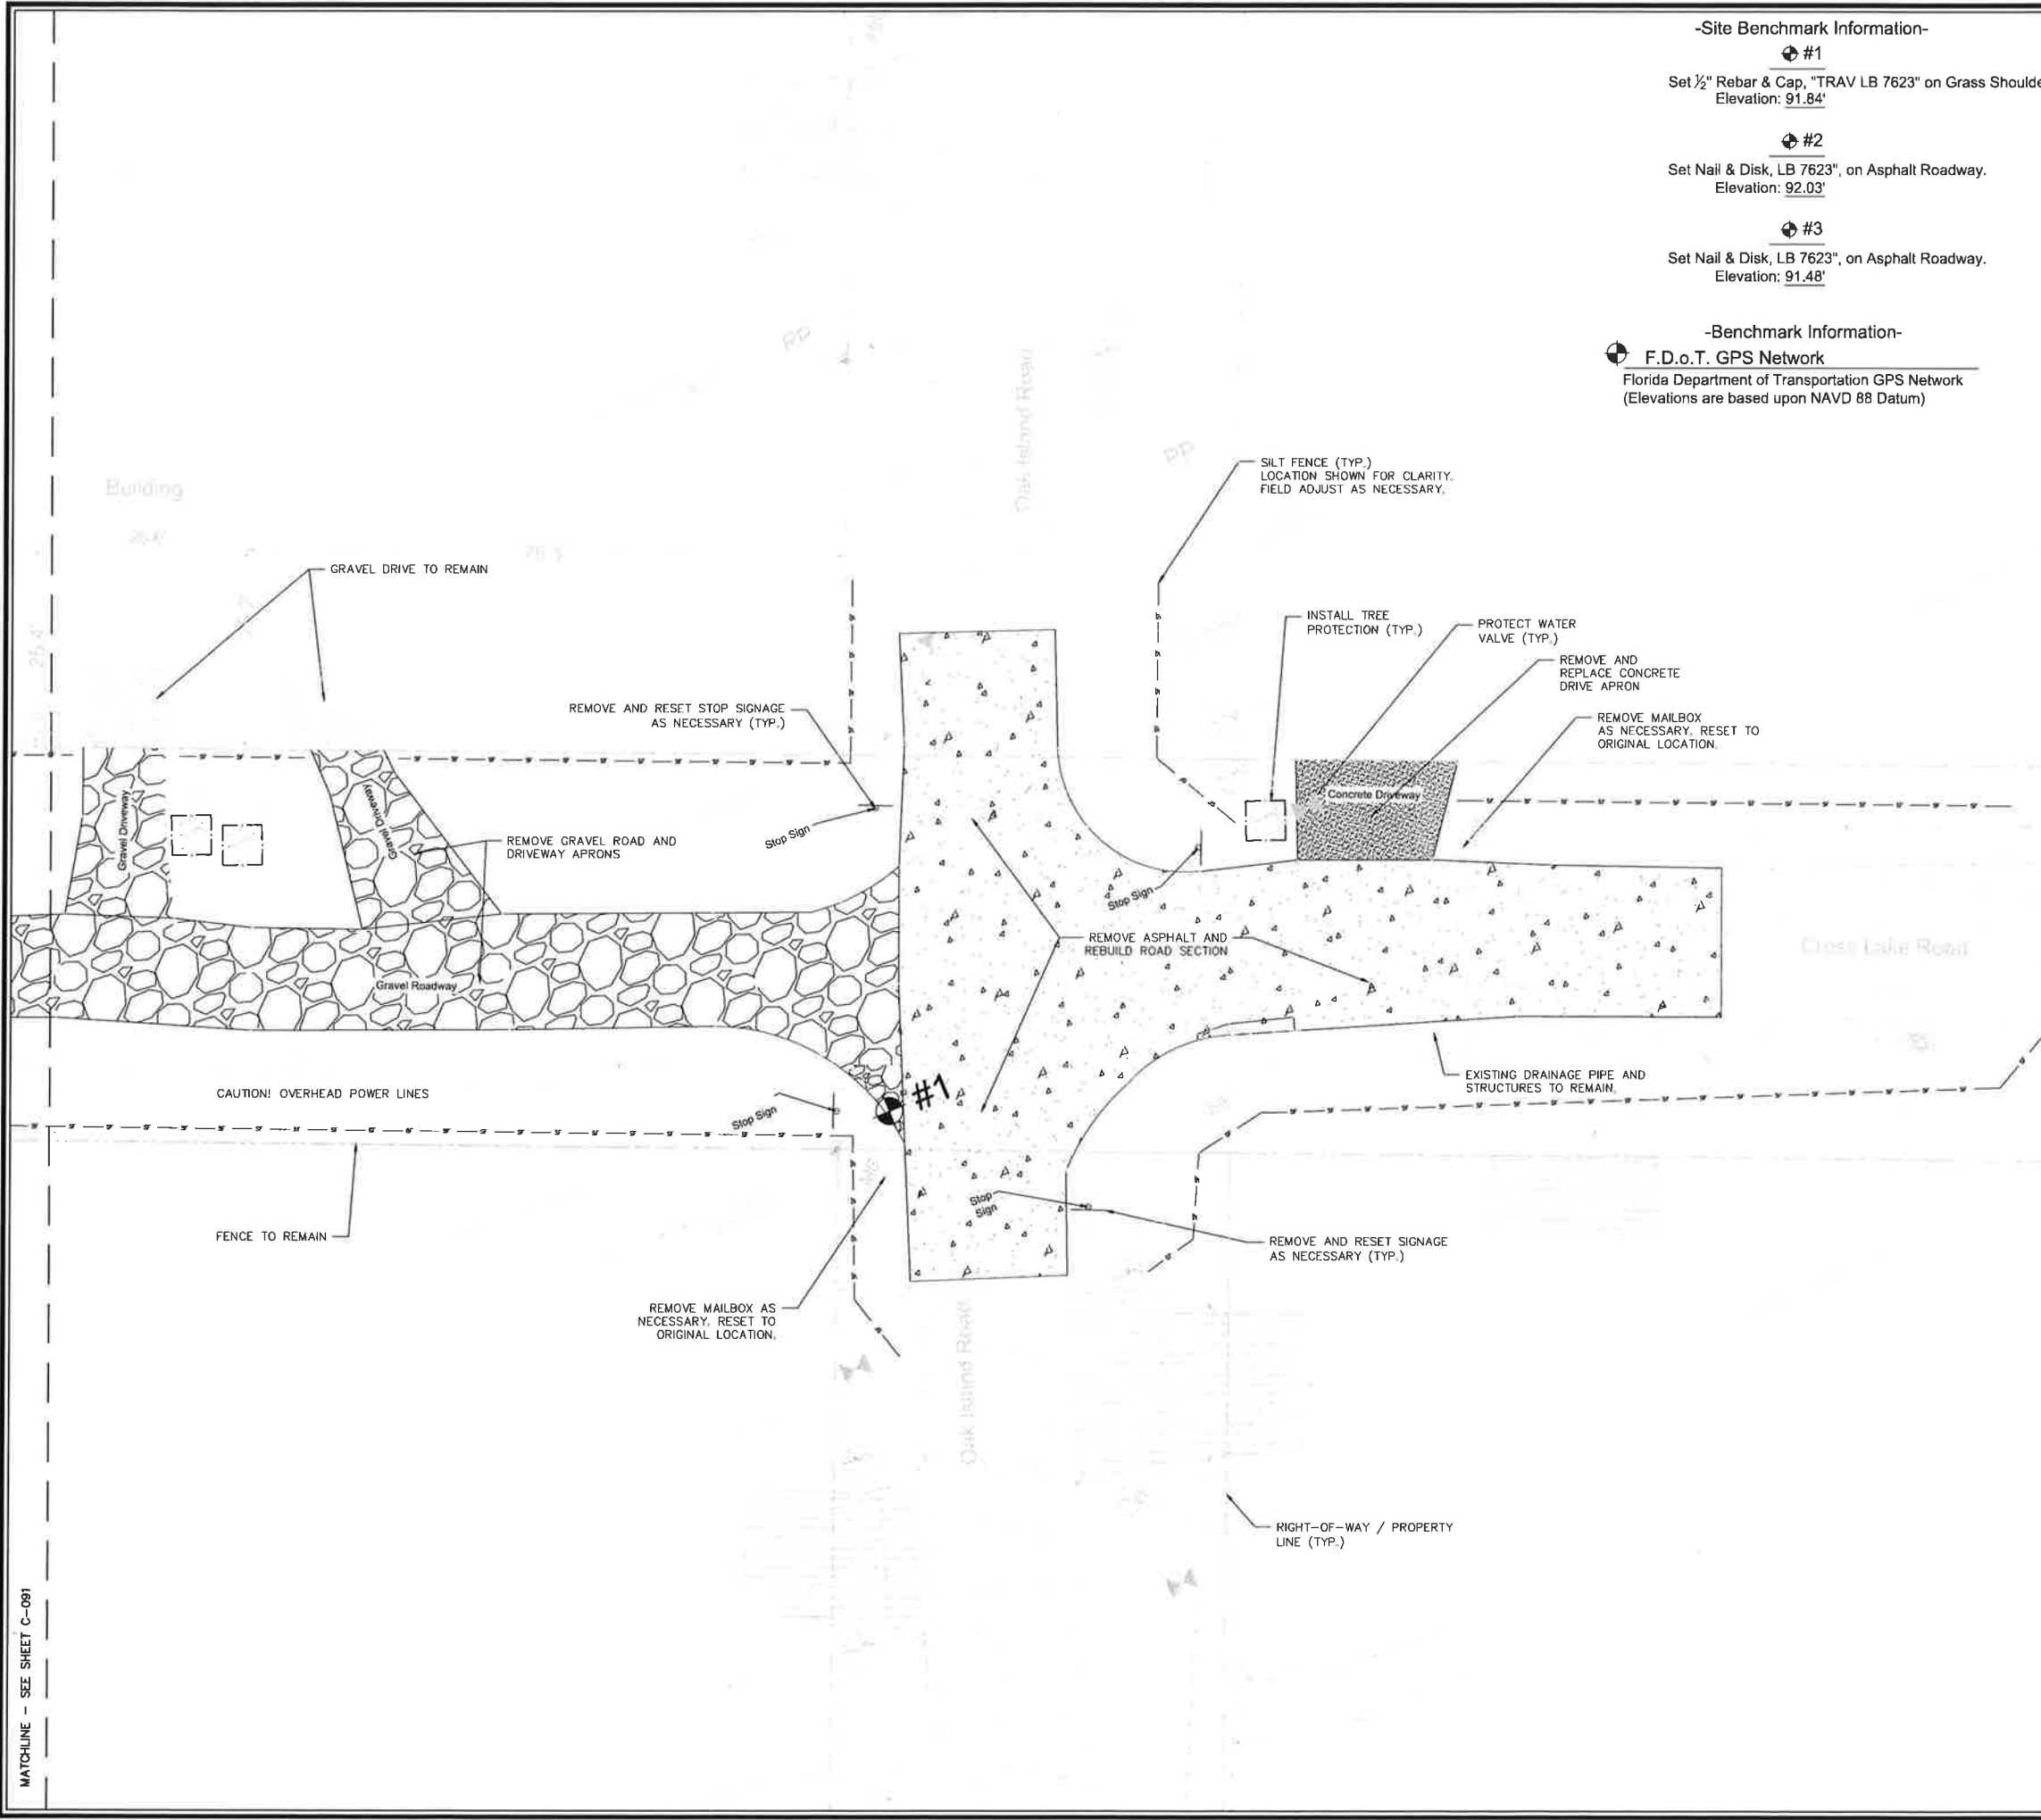 -Site Benchmark Information-
#1
Set ½" Rebar & Cap, "TRAV LB 7623" on Grass Shoulde
Elevation: 91.84'
#2
Set Nail & Disk, LB 7623", on Asphalt Roadway.
Elevation: 92.03'
#3
Set Nail & Disk, LB 7623", on Asphalt Roadway.
Elevation: 91.48'
-Benchmark Information-
F.D.o.T. GPS Network
Florida Department of Transportation GPS Network
(Elevations are based upon NAVD 88 Datum)
Oak Island Road
PP
PP
SILT FENCE (TYP.)
LOCATION SHOWN FOR CLARITY.
FIELD ADJUST AS NECESSARY.
Building
GRAVEL DRIVE TO REMAIN
25.4'
INSTALL TREE
PROTECTION (TYP.)
PROTECT WATER
VALVE (TYP.)
REMOVE AND
REPLACE CONCRETE
DRIVE APRON
REMOVE MAILBOX
AS NECESSARY. RESET TO
ORIGINAL LOCATION.
REMOVE AND RESET STOP SIGNAGE
AS NECESSARY (TYP.)
Concrete Driveway
Gravel Driveway
Gravel Driveway
Stop Sign
REMOVE GRAVEL ROAD AND
DRIVEWAY APRONS
Stop Sign
REMOVE ASPHALT AND
REBUILD ROAD SECTION
Cross Lake Road
Gravel Roadway
EXISTING DRAINAGE PIPE AND
STRUCTURES TO REMAIN.
CAUTION! OVERHEAD POWER LINES
#1
Stop Sign
Stop
Sign
FENCE TO REMAIN
REMOVE AND RESET SIGNAGE
AS NECESSARY (TYP.)
REMOVE MAILBOX AS
NECESSARY. RESET TO
ORIGINAL LOCATION.
Oak Island Road
RIGHT-OF-WAY / PROPERTY
LINE (TYP.)
MATCHLINE - SEE SHEET C-091